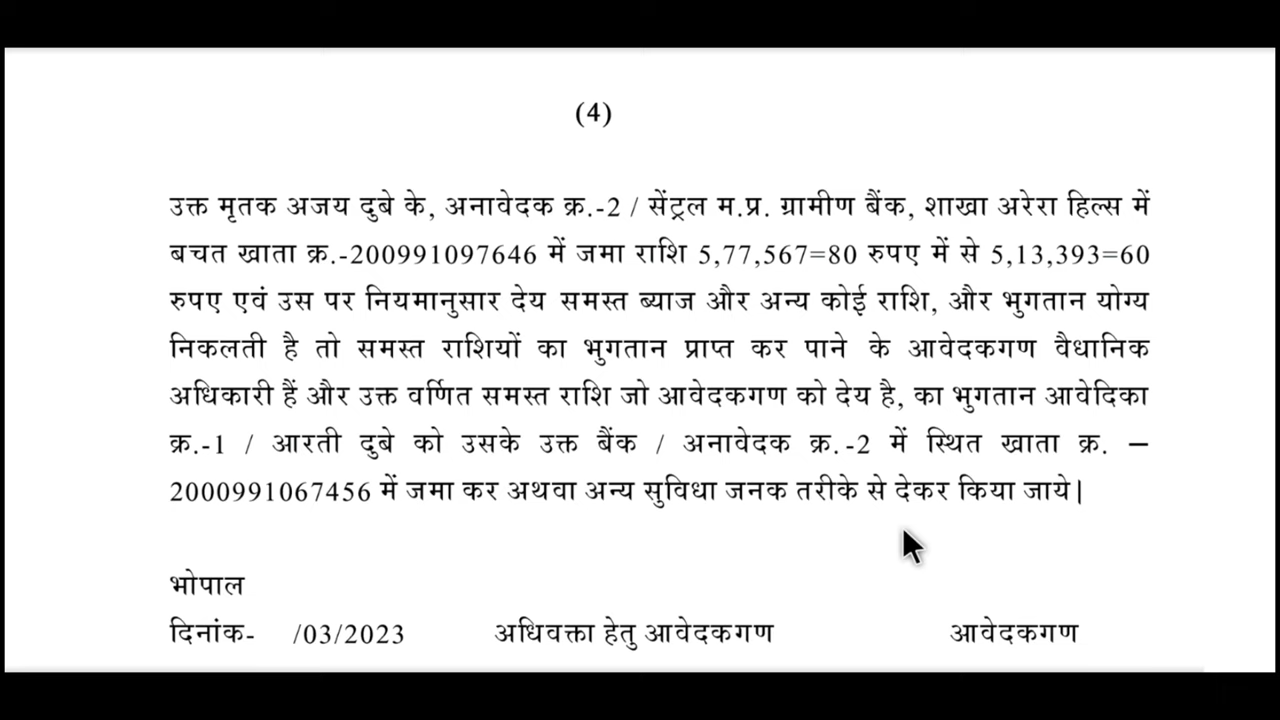 (4)
उक्त मृतक अजय दुबे के, अनावेदक क्र.-2 / सेंट्रल म.प्र. ग्रामीण बैंक, शाखा अरेरा हिल्स में
बचत खाता क्र.-200991097646 में जमा राशि 5,77,567=80 रुपए में से 5,13,393=60
रुपए एवं उस पर नियमानुसार देय समस्त ब्याज और अन्य कोई राशि, और भुगतान योग्य
निकलती है तो समस्त राशियों का भुगतान प्राप्त कर पाने के आवेदकगण वैधानिक
अधिकारी हैं और उक्त वर्णित समस्त राशि जो आवेदकगण को देय है, का भुगतान आवेदिका
क्र.-1 / आरती दुबे को उसके उक्त बैंक / अनावेदक क्र.-2 में स्थित खाता क्र. –
2000991067456 में जमा कर अथवा अन्य सुविधा जनक तरीके से देकर किया जाये|
भोपाल
दिनांक- /03/2023 अधिवक्ता हेतु आवेदकगण आवेदकगण